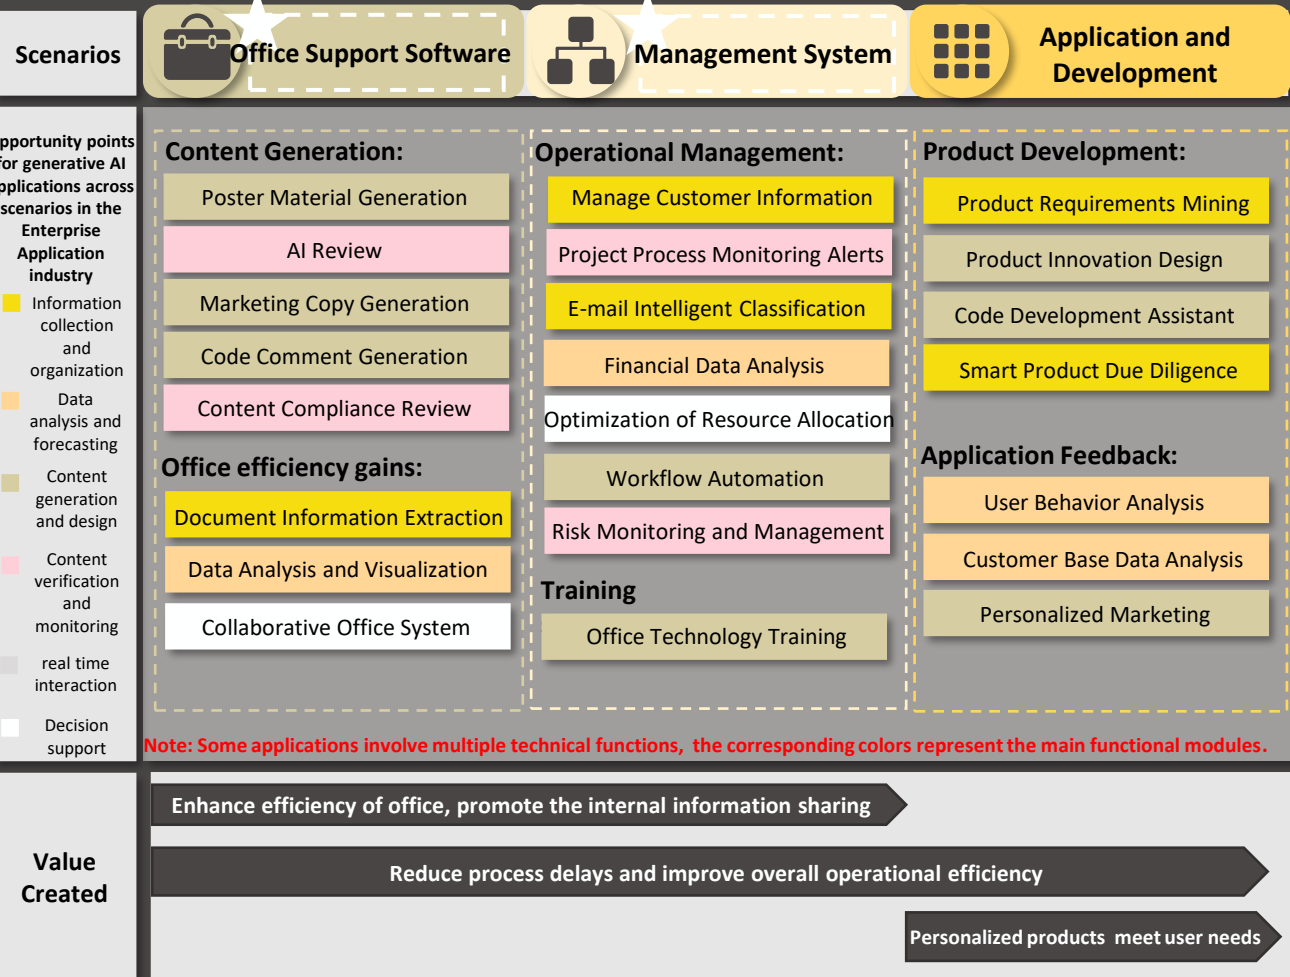 Scenarios
Office Support Software
Management System
Application and
Development
pportunity points
for generative AI
pplications across
scenarios in the
Enterprise
Application
industry
Information
collection
and
organization
Data
analysis and
forecasting
Content
generation
and design
Content
verification
and
monitoring
real time
interaction
Decision
support
Content Generation:
Poster Material Generation
AI Review
Marketing Copy Generation
Code Comment Generation
Content Compliance Review
Office efficiency gains:
Document Information Extraction
Data Analysis and Visualization
Collaborative Office System
Operational Management:
Manage Customer Information
Project Process Monitoring Alerts
E-mail Intelligent Classification
Financial Data Analysis
Optimization of Resource Allocation
Workflow Automation
Risk Monitoring and Management
Training
Office Technology Training
Product Development:
Product Requirements Mining
Product Innovation Design
Code Development Assistant
Smart Product Due Diligence
Application Feedback:
User Behavior Analysis
Customer Base Data Analysis
Personalized Marketing
Note: Some applications involve multiple technical functions, the corresponding colors represent the main functional modules.
Value
Created
Enhance efficiency of office, promote the internal information sharing
Reduce process delays and improve overall operational efficiency
Personalized products meet user needs